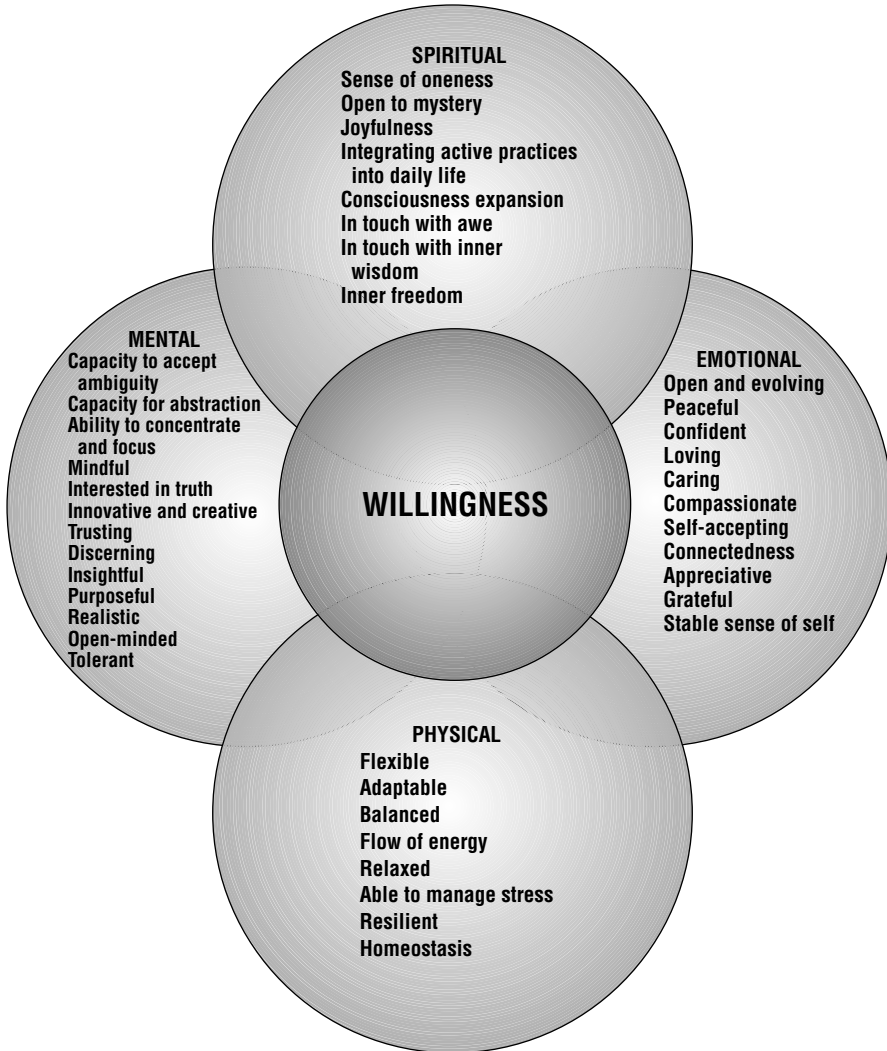 SPIRITUAL
Sense of oneness
Open to mystery
Joyfulness
Integrating active practices
into daily life
Consciousness expansion
In touch with awe
In touch with inner
wisdom
Inner freedom
MENTAL
Capacity to accept
ambiguity
Capacity for abstraction
Ability to concentrate
and focus
Mindful
Interested in truth
Innovative and creative
Trusting
Discerning
Insightful
Purposeful
Realistic
Open-minded
Tolerant
WILLINGNESS
EMOTIONAL
Open and evolving
Peaceful
Confident
Loving
Caring
Compassionate
Self-accepting
Connectedness
Appreciative
Grateful
Stable sense of self
PHYSICAL
Flexible
Adaptable
Balanced
Flow of energy
Relaxed
Able to manage stress
Resilient
Homeostasis